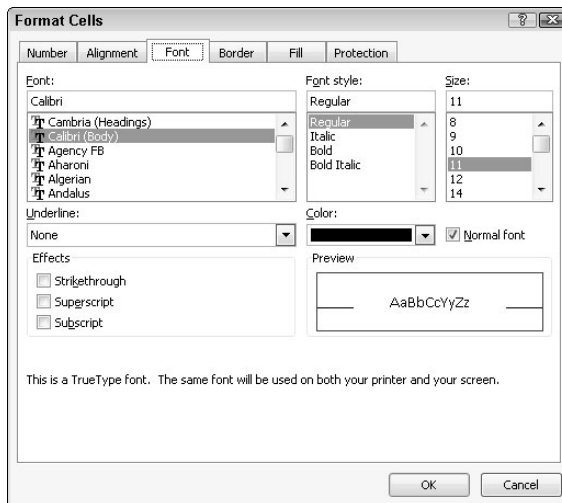 Format Cells
Number Alignment Font Border Fill Protection
Font: Font style: Size:
Calibri Regular 11
Cambria (Headings) Regular 8
Calibri (Body) Italic 9
Agency FB Bold 10
Aharoni Bold Italic 11
Algerian 12
Andalus 14
Underline: Color:
None Normal font
Effects Preview
Strikethrough
Superscript AaBbCcYyZz
Subscript
This is a TrueType font. The same font will be used on both your printer and your screen.
OK Cancel